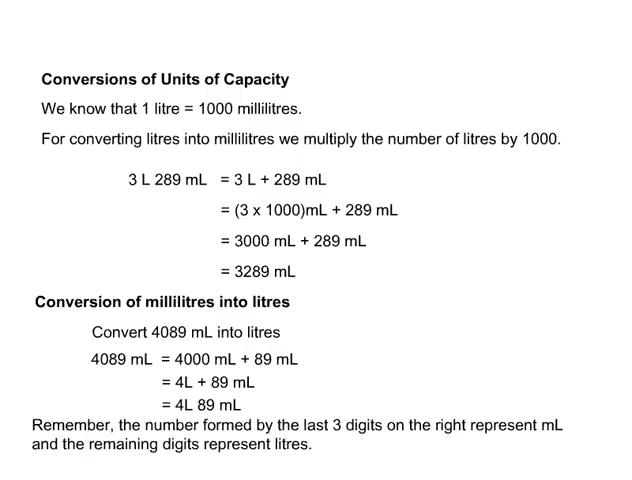 Conversions of Units of Capacity
We know that 1 litre = 1000 millilitres.
For converting litres into millilitres we multiply the number of litres by 1000.
3 L 289 mL = 3 L + 289 mL
= (3 x 1000)mL + 289 mL
= 3000 mL + 289 mL
= 3289 mL
Conversion of millilitres into litres
Convert 4089 mL into litres
4089 mL = 4000 mL + 89 mL
= 4L + 89 mL
= 4L 89 mL
Remember, the number formed by the last 3 digits on the right represent mL
and the remaining digits represent litres.